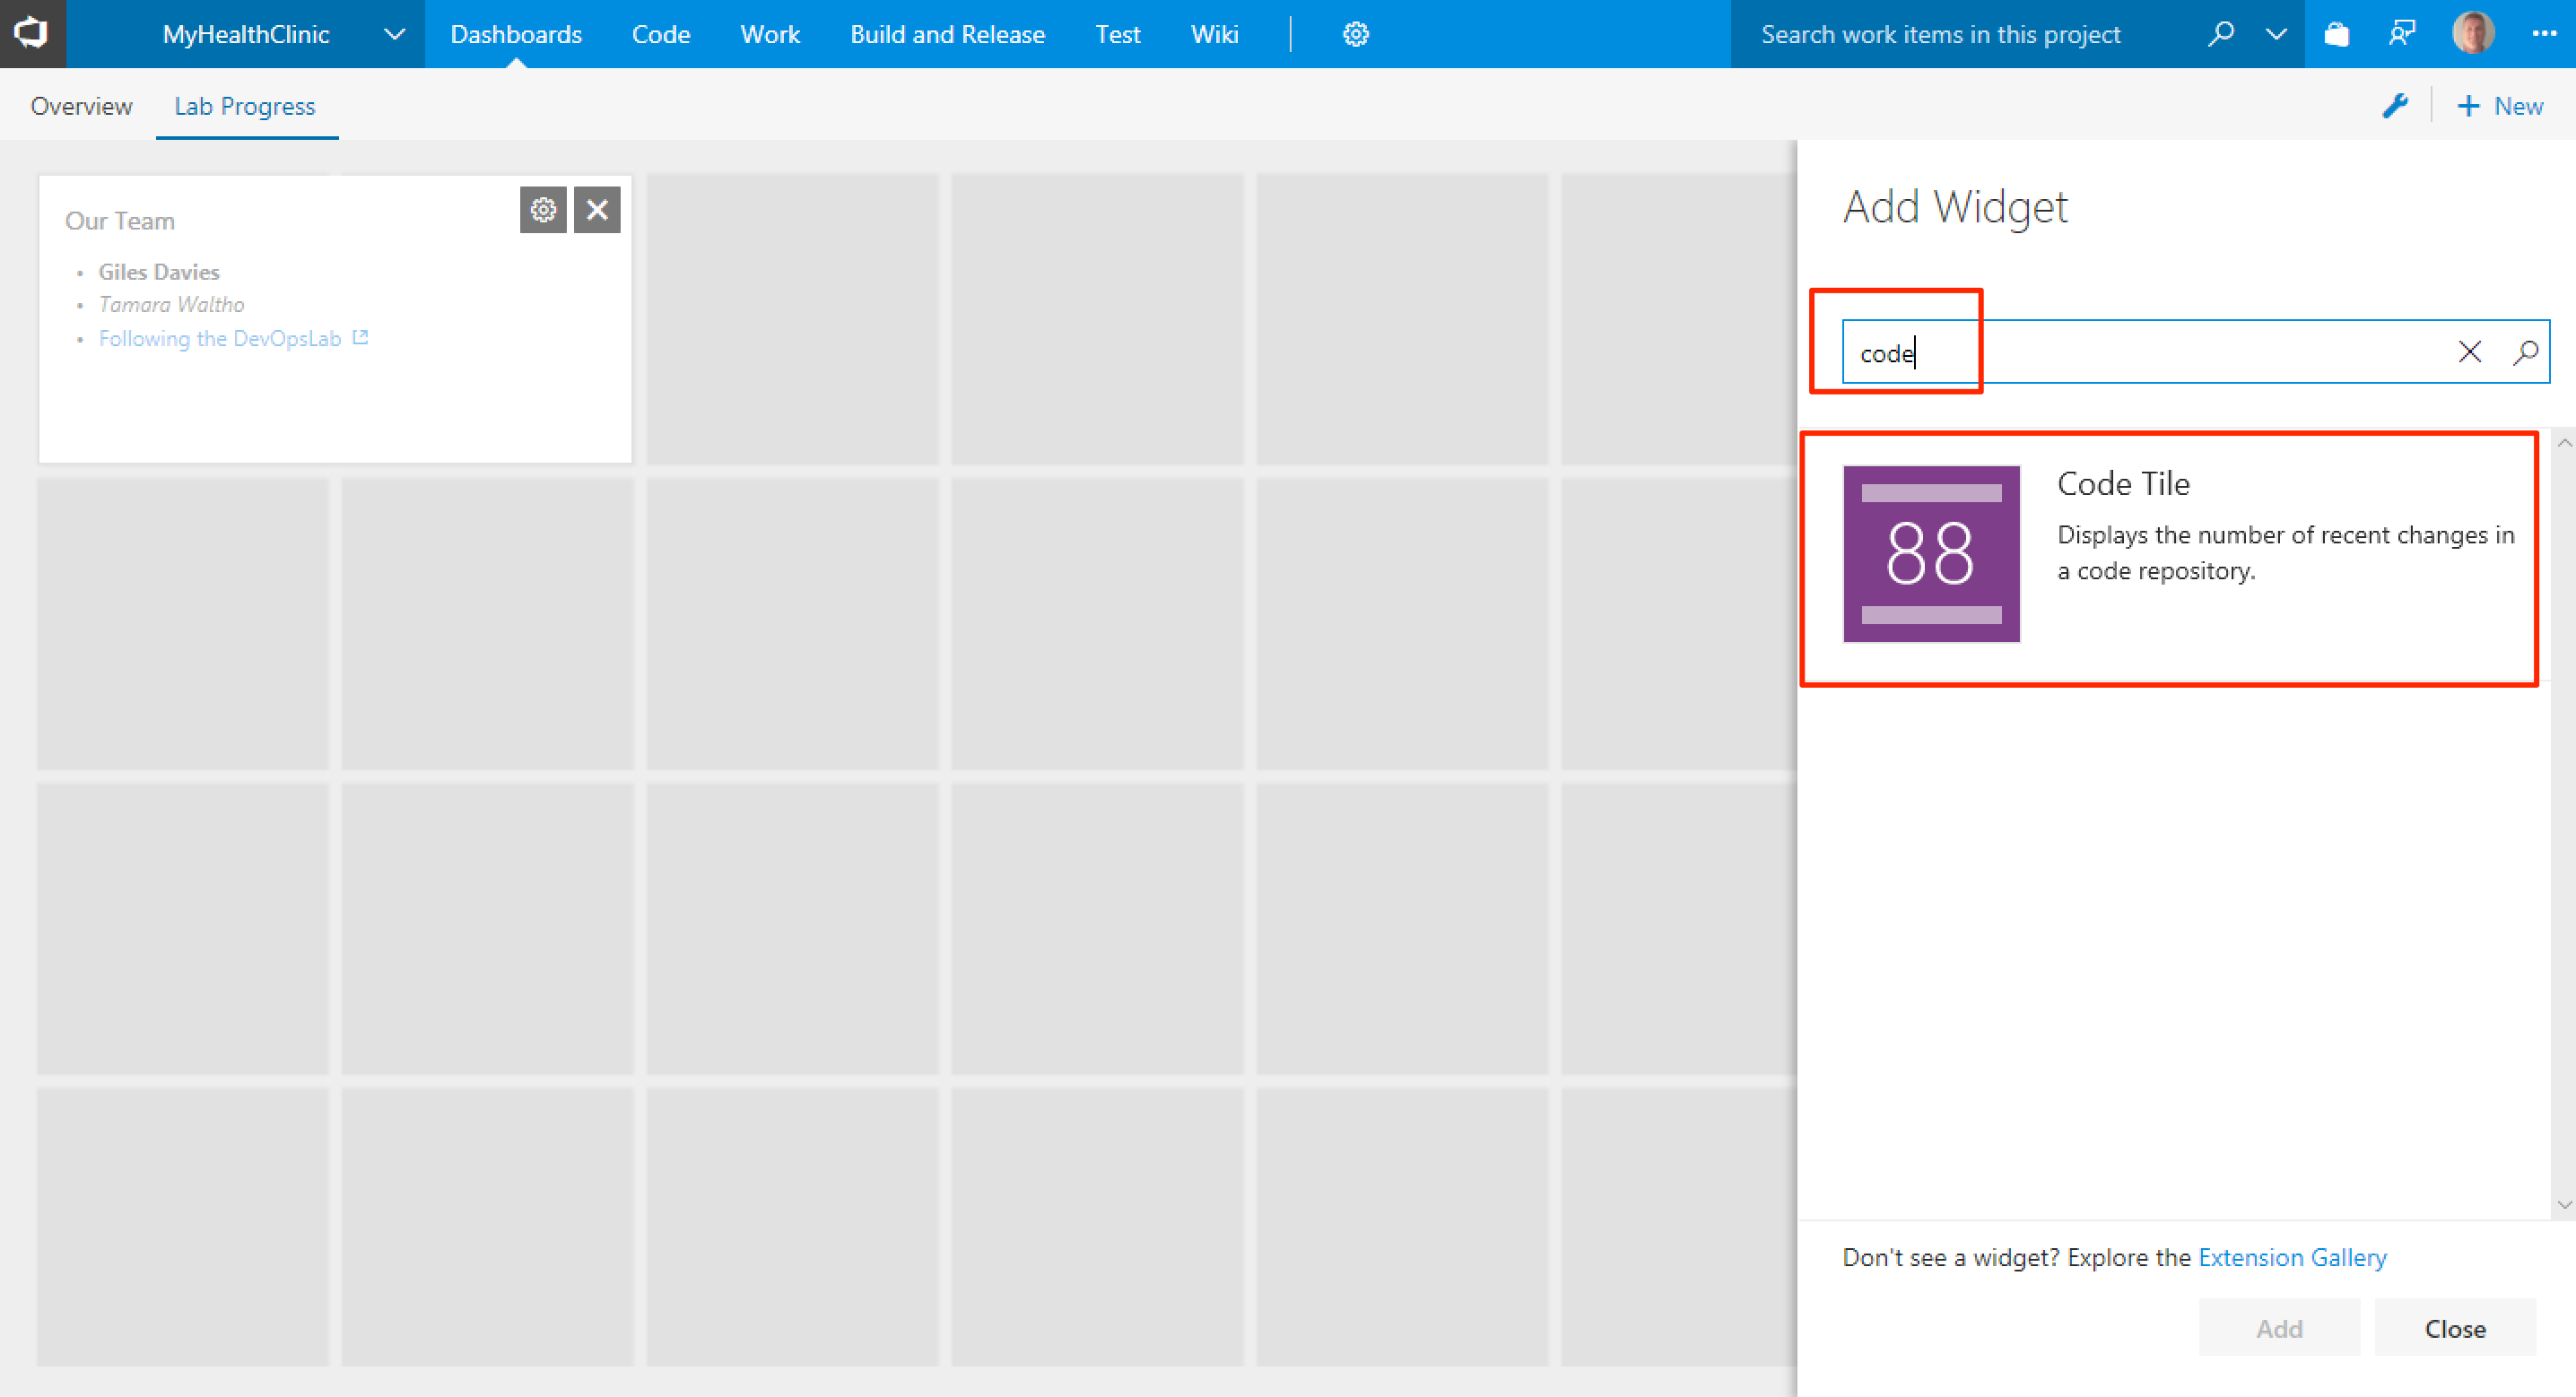 MyHealthClinic
Dashboards Code Work Build and Release Test Wiki
Search work items in this project
Overview Lab Progress
+ New
Our Team
• Giles Davies
• Tamara Waltho
• Following the DevOpsLab
Add Widget
code
88
Code Tile
Displays the number of recent changes in
a code repository.
Don't see a widget? Explore the Extension Gallery
Add Close